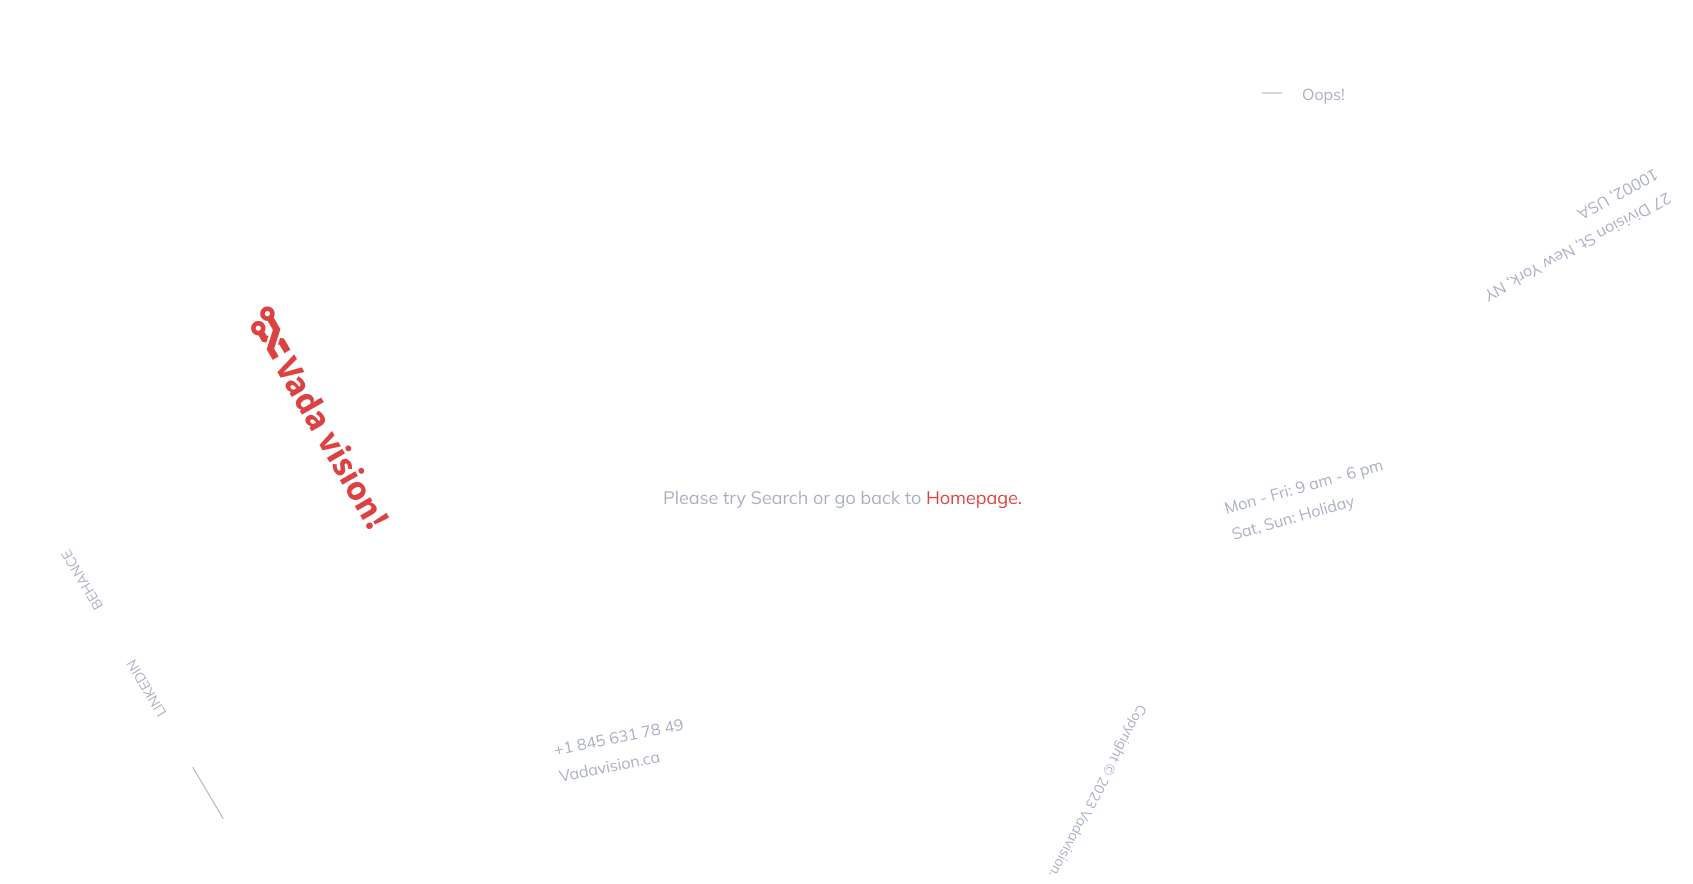 Oops!
10002, USA
27 Division St, New York, NY
Vada vision!
Please try Search or go back to Homepage.
Mon - Fri: 9 am - 6 pm
Sat, Sun: Holiday
BEHANCE
LINKEDIN
+1 845 631 78 49
Vadavision.ca
Copyright © 2023 Vadavision.